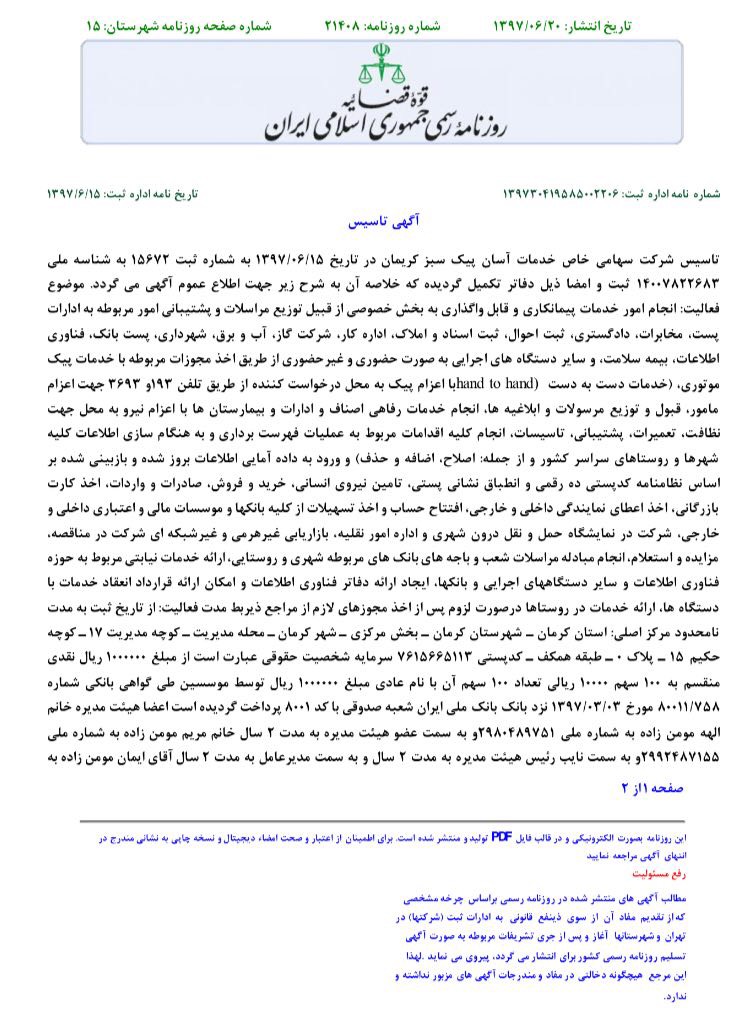 تاریخ انتشار: ۱۳۹۷/۰۶/۲۰ شماره روزنامه: ۲۱۴۰۸ شماره صفحه روزنامه شهرستان: ۱۵
قوّهٔ قضائیه
روزنامهٔ رسمی جمهوری اسلامی ایران
شماره نامه اداره ثبت: ۱۳۹۷۳۰۴۱۹۵۸۵۰۰۲۲۰۶ تاریخ نامه اداره ثبت: ۱۳۹۷/۶/۱۵
آگهی تاسیس
تاسیس شرکت سهامی خاص خدمات آسان پیک سبز کریمان در تاریخ ۱۳۹۷/۰۶/۱۵ به شماره ثبت ۱۵۶۷۲ به شناسه ملی
۱۴۰۰۷۸۲۲۶۸۳ ثبت و امضا ذیل دفاتر تکمیل گردیده که خلاصه آن به شرح زیر جهت اطلاع عموم آگهی می گردد. موضوع
فعالیت: انجام امور خدمات پیمانکاری و قابل واگذاری به بخش خصوصی از قبیل توزیع مراسلات و پشتیبانی امور مربوطه به ادارات
پست، مخابرات، دادگستری، ثبت احوال، ثبت اسناد و املاک، اداره کار، شرکت گاز، آب و برق، شهرداری، پست بانک، فناوری
اطلاعات، بیمه سلامت، و سایر دستگاه های اجرایی به صورت حضوری و غیرحضوری از طریق اخذ مجوزات مربوطه با خدمات پیک
موتوری، (خدمات دست به دست (hand to handبا اعزام پیک به محل درخواست کننده از طریق تلفن ۱۹۳و ۳۶۹۳ جهت اعزام
مامور، قبول و توزیع مرسولات و ابلاغیه ها، انجام خدمات رفاهی اصناف و ادارات و بیمارستان ها با اعزام نیرو به محل جهت
نظافت، تعمیرات، پشتیبانی، تاسیسات، انجام کلیه اقدامات مربوط به عملیات فهرست برداری و به هنگام سازی اطلاعات کلیه
شهرها و روستاهای سراسر کشور و از جمله: اصلاح، اضافه و حذف) و ورود به داده آمایی اطلاعات بروز شده و بازبینی شده بر
اساس نظامنامه کدپستی ده رقمی و انطباق نشانی پستی، تامین نیروی انسانی، خرید و فروش، صادرات و واردات، اخذ کارت
بازرگانی، اخذ اعطای نمایندگی داخلی و خارجی، افتتاح حساب و اخذ تسهیلات از کلیه بانکها و موسسات مالی و اعتباری داخلی و
خارجی، شرکت در نمایشگاه حمل و نقل درون شهری و اداره امور نقلیه، بازاریابی غیرهرمی و غیرشبکه ای شرکت در مناقصه،
مزایده و استعلام، انجام مبادله مراسلات شعب و باجه های بانک های مربوطه شهری و روستایی، ارائه خدمات نیابتی مربوط به حوزه
فناوری اطلاعات و سایر دستگاههای اجرایی و بانکها، ایجاد ارائه دفاتر فناوری اطلاعات و امکان ارائه قرارداد انعقاد خدمات با
دستگاه ها، ارائه خدمات در روستاها درصورت لزوم پس از اخذ مجوزهای لازم از مراجع ذیربط مدت فعالیت: از تاریخ ثبت به مدت
نامحدود مرکز اصلی: استان کرمان ـ شهرستان کرمان ـ بخش مرکزی ـ شهر کرمان ـ محله مدیریت ـ کوچه مدیریت ۱۷ ـ کوچه
حکیم ۱۵ ـ پلاک ۰ ـ طبقه همکف ـ کدپستی ۷۶۱۵۶۶۵۱۱۳ سرمایه شخصیت حقوقی عبارت است از مبلغ ۱۰۰۰۰۰۰ ریال نقدی
منقسم به ۱۰۰ سهم ۱۰۰۰۰ ریالی تعداد ۱۰۰ سهم آن با نام عادی مبلغ ۱۰۰۰۰۰۰ ریال توسط موسسین طی گواهی بانکی شماره
۸۰۰۱۱/۷۵۸ مورخ ۱۳۹۷/۰۳/۰۳ نزد بانک بانک ملی ایران شعبه صدوقی با کد ۸۰۰۱ پرداخت گردیده است اعضا هیئت مدیره خانم
الهه مومن زاده به شماره ملی ۲۹۸۰۴۸۹۷۵۱و به سمت عضو هیئت مدیره به مدت ۲ سال خانم مریم مومن زاده به شماره ملی
۲۹۹۲۴۸۷۱۵۵و به سمت نایب رئیس هیئت مدیره به مدت ۲ سال و به سمت مدیرعامل به مدت ۲ سال آقای ایمان مومن زاده به
صفحه ۱از ۲
این روزنامه بصورت الکترونیکی و در قالب فایل PDF تولید و منتشر شده است. برای اطمینان از اعتبار و صحت امضاء دیجیتال و نسخه چاپی به نشانی مندرج در
انتهای آگهی مراجعه نمایید
رفع مسئولیت
مطالب آگهی های منتشر شده در روزنامه رسمی براساس چرخه مشخصی
که از تقدیم مفاد آن از سوی ذینفع قانونی به ادارات ثبت (شرکتها) در
تهران و شهرستانها آغاز و پس از جری تشریفات مربوطه به صورت آگهی
تسلیم روزنامه رسمی کشور برای انتشار می گردد، پیروی می نماید .لهذا
این مرجع هیچگونه دخالتی در مفاد و مندرجات آگهی های مزبور نداشته و
ندارد.